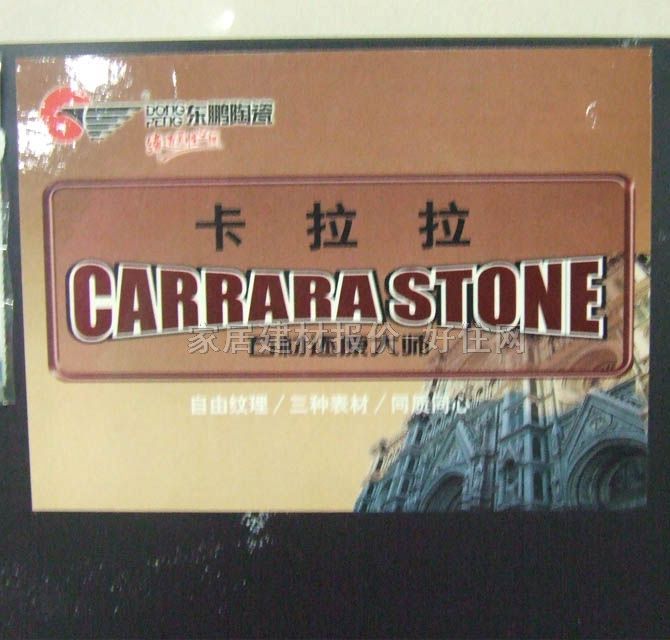 DONG PENG 东鹏陶瓷
卡拉拉
CARRARA STONE
家居建材报价 好住网
自由纹理/三种表材/同质同心